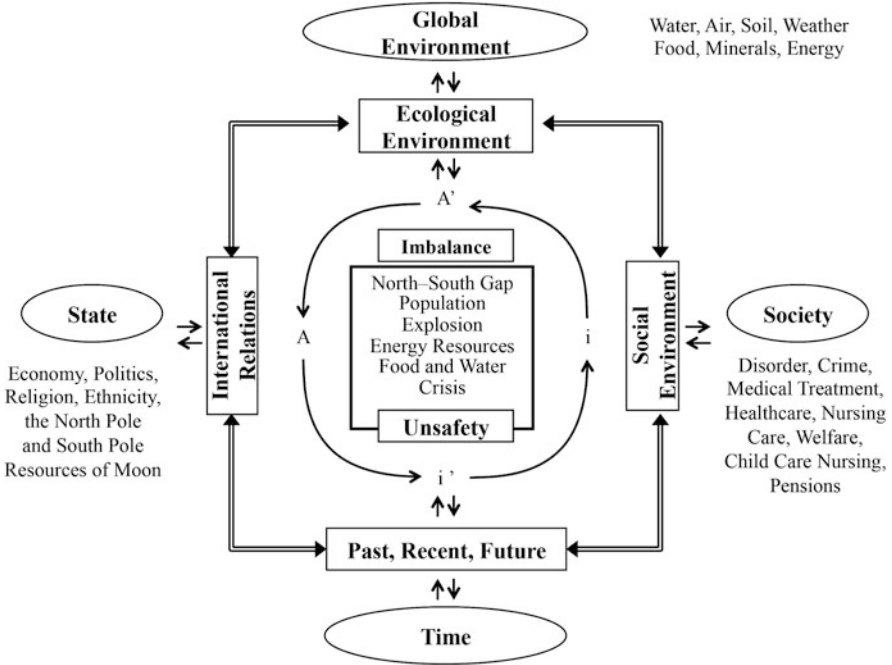 Global
Environment
Water, Air, Soil, Weather
Food, Minerals, Energy
Ecological
Environment
A’
Imbalance
North–South Gap
Population
Explosion
Energy Resources
Food and Water
Crisis
Unsafety
A
i
i’
International
Relations
Social
Environment
State
Economy, Politics,
Religion, Ethnicity,
the North Pole
and South Pole
Resources of Moon
Society
Disorder, Crime,
Medical Treatment,
Healthcare, Nursing
Care, Welfare,
Child Care Nursing,
Pensions
Past, Recent, Future
Time